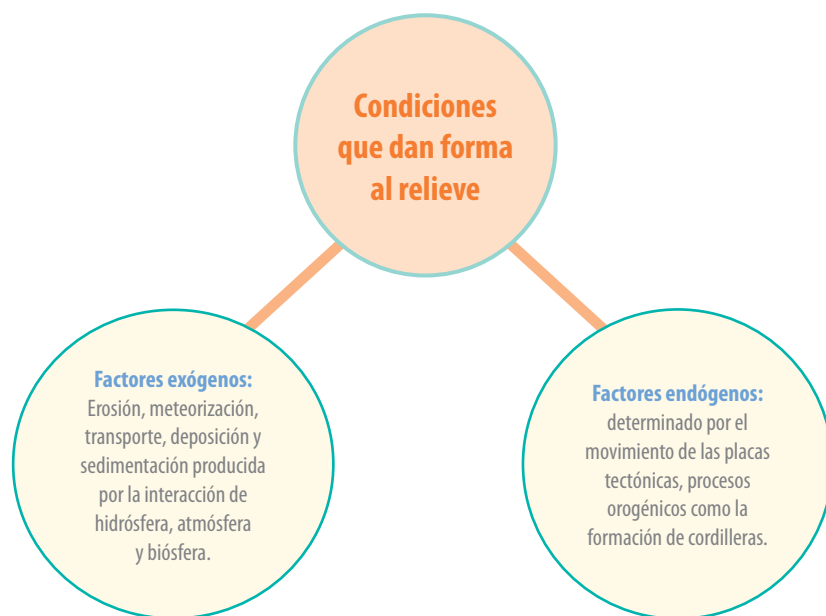 Condiciones
que dan forma
al relieve
Factores exógenos:
Erosión, meteorización,
transporte, deposición y
sedimentación producida
por la interacción de
hidrósfera, atmósfera
y biósfera.
Factores endógenos:
determinado por el
movimiento de las placas
tectónicas, procesos
orogénicos como la
formación de cordilleras.